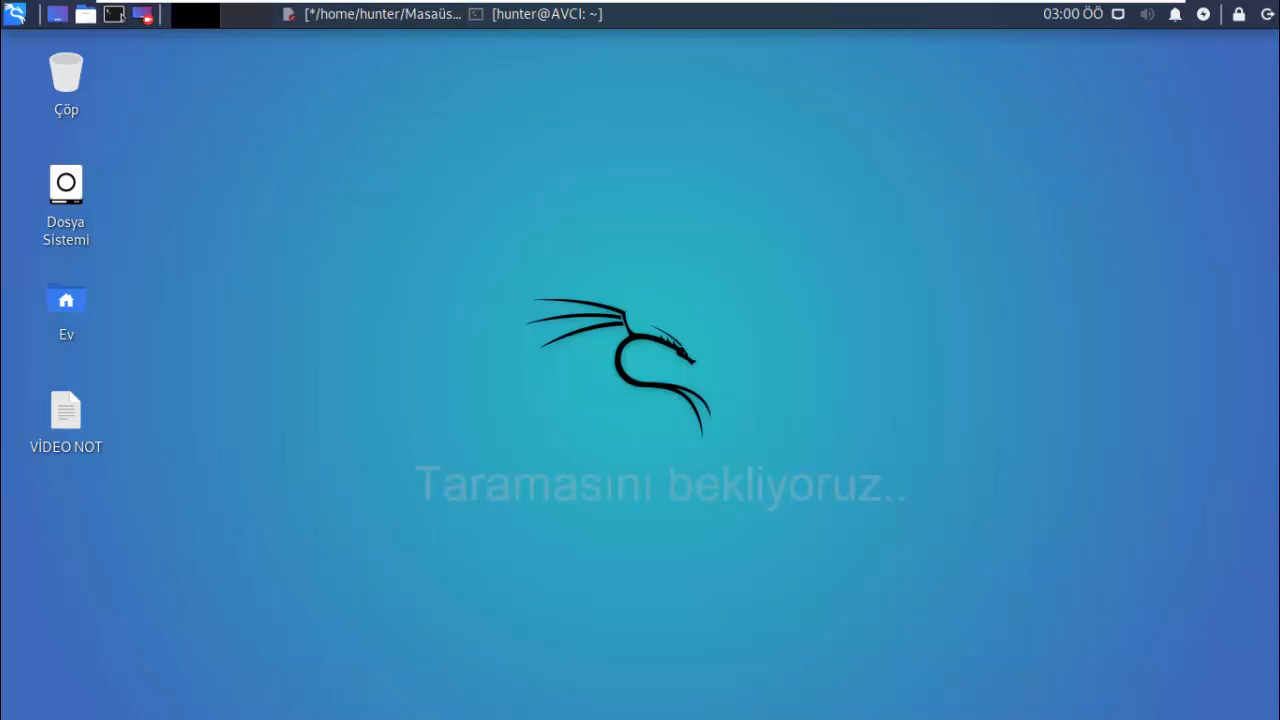 [*/home/hunter/Masaüs...
[hunter@AVCI: ~]
03:00 ÖÖ
Çöp
Dosya
Sistemi
Ev
VİDEO NOT
Taramasını bekliyoruz..